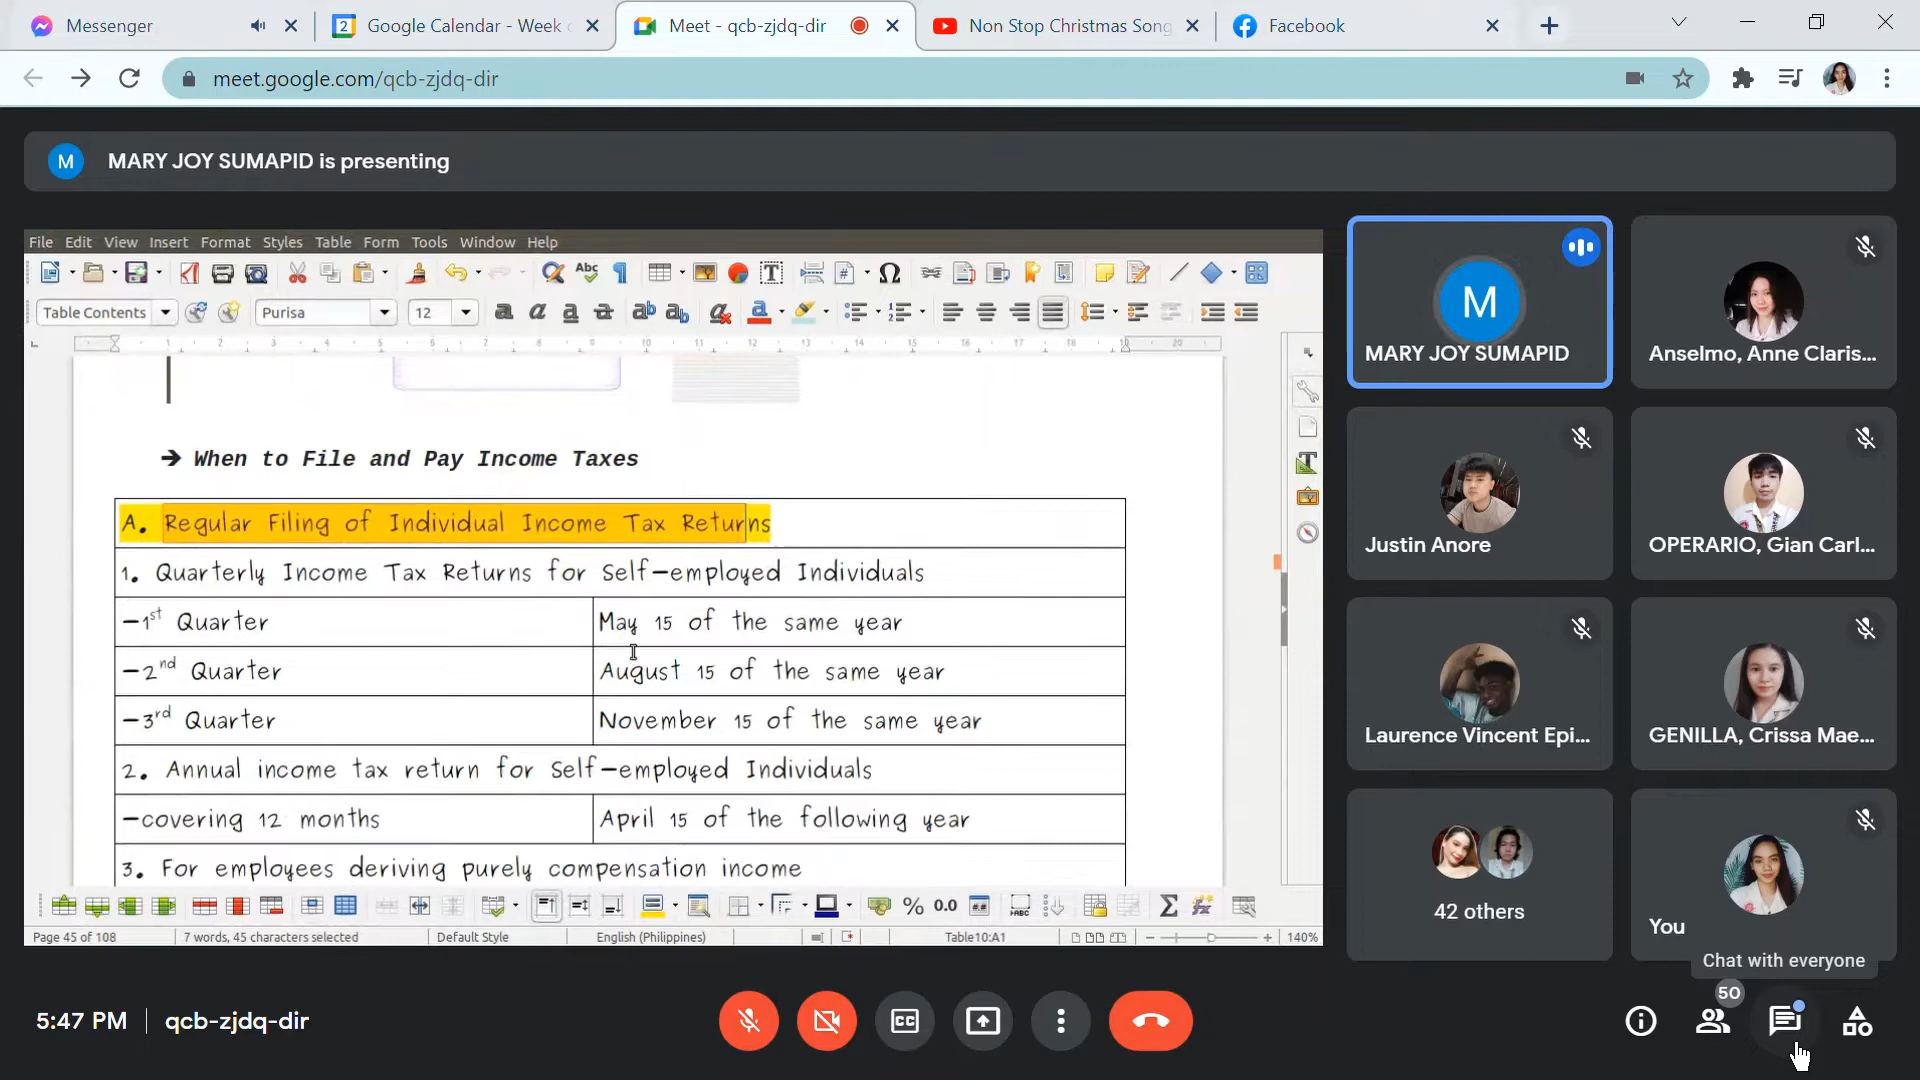 Messenger
Google Calendar - Week
Meet - qcb-zjdq-dir
Non Stop Christmas Song
Facebook
meet.google.com/qcb-zjdq-dir
M MARY JOY SUMAPID is presenting
File Edit View Insert Format Styles Table Form Tools Window Help
Table Contents Purisa 12
➔ When to File and Pay Income Taxes
A. Regular Filing of Individual Income Tax Returns
1. Quarterly Income Tax Returns for Self-employed Individuals
-1st Quarter May 15 of the same year
-2nd Quarter August 15 of the same year
-3rd Quarter November 15 of the same year
2. Annual income tax return for Self-employed Individuals
-covering 12 months April 15 of the following year
3. For employees deriving purely compensation income
Page 45 of 108 7 words, 45 characters selected Default Style English (Philippines) Table10:A1 140%
M
MARY JOY SUMAPID
Anselmo, Anne Claris...
Justin Anore
OPERARIO, Gian Carl...
Laurence Vincent Epi...
GENILLA, Crissa Mae...
42 others
You
Chat with everyone
50
5:47 PM qcb-zjdq-dir